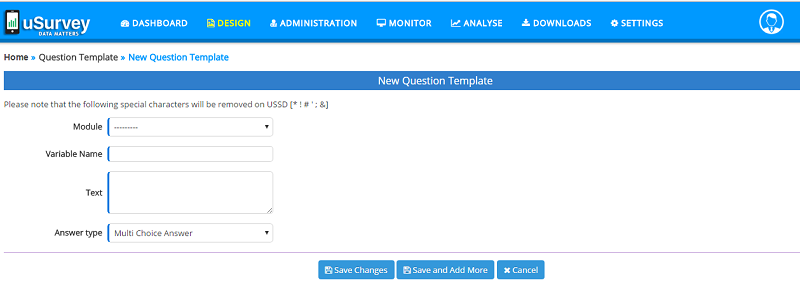 uSurvey DASHBOARD DESIGN ADMINISTRATION MONITOR ANALYSE DOWNLOADS SETTINGS
DATA MATTERS
Home » Question Template » New Question Template
New Question Template
Please note that the following special characters will be removed on USSD [* ! # ' ; &]
Module ---------
Variable Name
Text
Answer type Multi Choice Answer
Save Changes Save and Add More Cancel